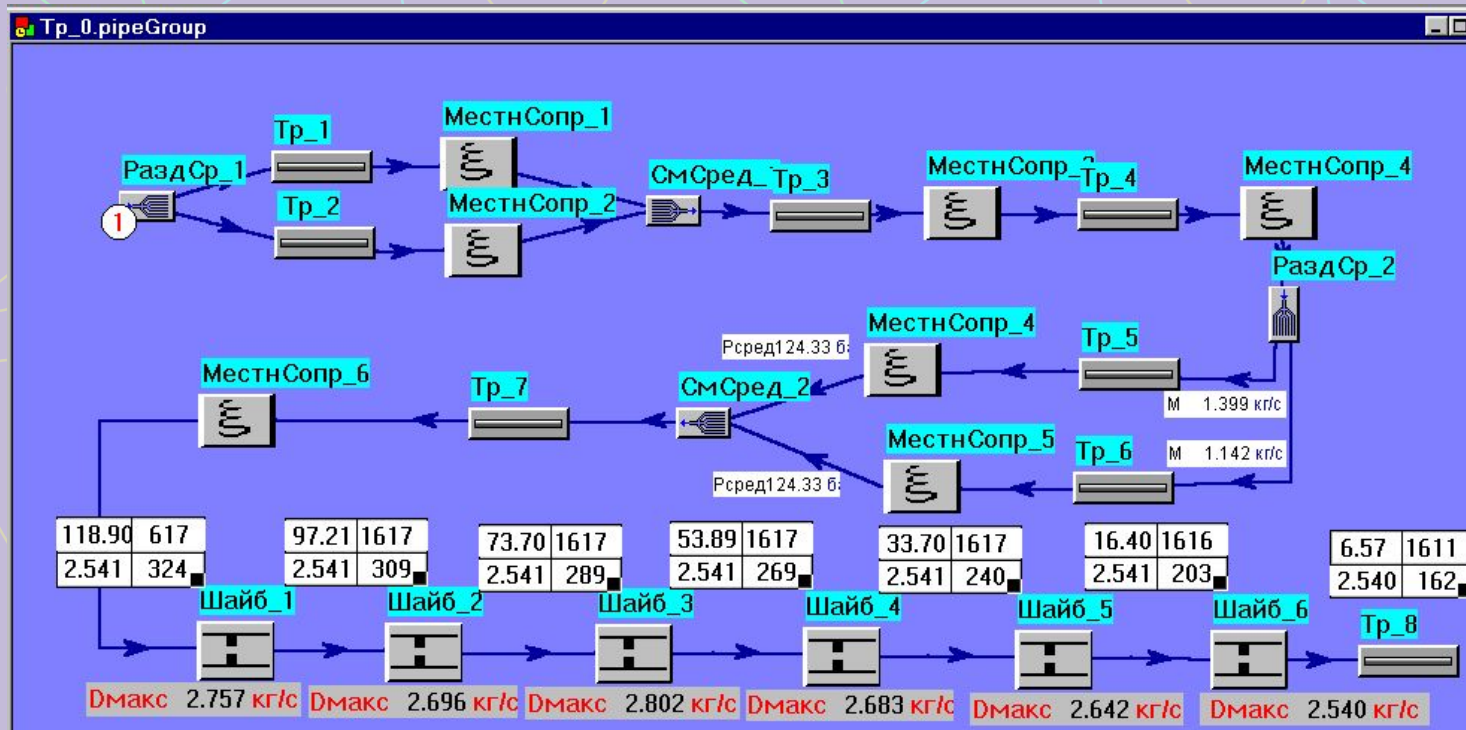 Tp_0.pipeGroup
МестнСопр_1
Тр_1
РаздСр_1
СмСред_
Тр_3
МестнСопр_
Тр_4
МестнСопр_4
1
Тр_2
МестнСопр_2
РаздСр_2
МестнСопр_4
Тр_5
Рсред124.33 ба
МестнСопр_6
Тр_7
СмСред_2
М 1.399 кг/с
МестнСопр_5
Тр_6
М 1.142 кг/с
Рсред124.33 ба
118.90 617
2.541 324
97.21 1617
2.541 309
73.70 1617
2.541 289
53.89 1617
2.541 269
33.70 1617
2.541 240
16.40 1616
2.541 203
6.57 1611
2.540 162
Шайб_1
Шайб_2
Шайб_3
Шайб_4
Шайб_5
Шайб_6
Тр_8
Dмакс 2.757 кг/с
Dмакс 2.696 кг/с
Dмакс 2.802 кг/с
Dмакс 2.683 кг/с
Dмакс 2.642 кг/с
Dмакс 2.540 кг/с